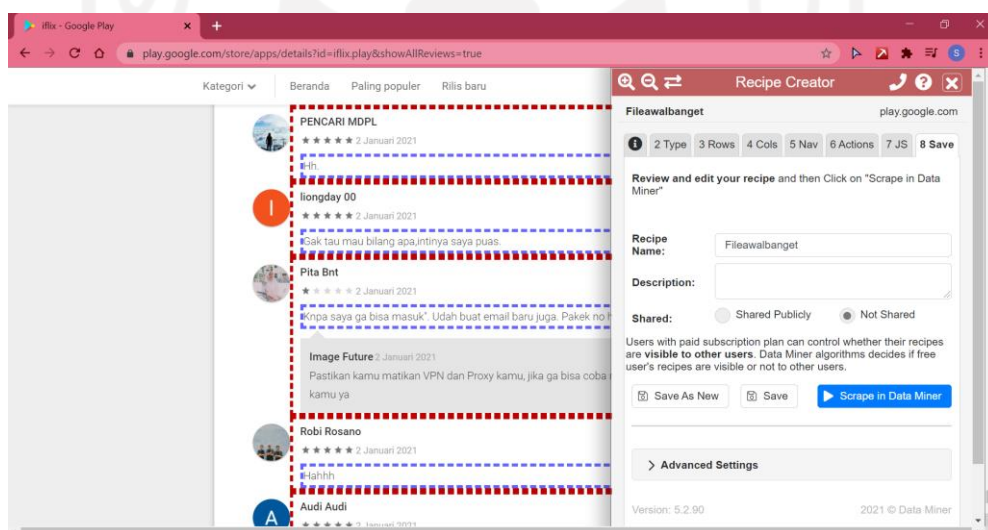 iflix - Google Play
play.google.com/store/apps/details?id=iflix.play&showAllReviews=true
S
Kategori
Beranda
Paling populer
Rilis baru
PENCARI MDPL
2 Januari 2021
Hh.
I
liongday 00
2 Januari 2021
Gak tau mau bilang apa,intinya saya puas.
Pita Bnt
2 Januari 2021
Knpa saya ga bisa masuk". Udah buat email baru juga. Pakek no
Image Future 2 Januari 2021
Pastikan kamu matikan VPN dan Proxy kamu, jika ga bisa coba
kamu ya
Robi Rosano
2 Januari 2021
Hahhh
A
Audi Audi
2 Januari 2021
Recipe Creator
Fileawalbanget
play.google.com
2 Type 3 Rows 4 Cols 5 Nav 6 Actions 7 JS 8 Save
Review and edit your recipe and then Click on "Scrape in Data
Miner"
Recipe
Name:
Fileawalbanget
Description:
Shared:
Shared Publicly
Not Shared
Users with paid subscription plan can control whether their recipes
are visible to other users. Data Miner algorithms decides if free
user's recipes are visible or not to other users.
Save As New
Save
Scrape in Data Miner
Advanced Settings
Version: 5.2.90
2021 © Data Miner